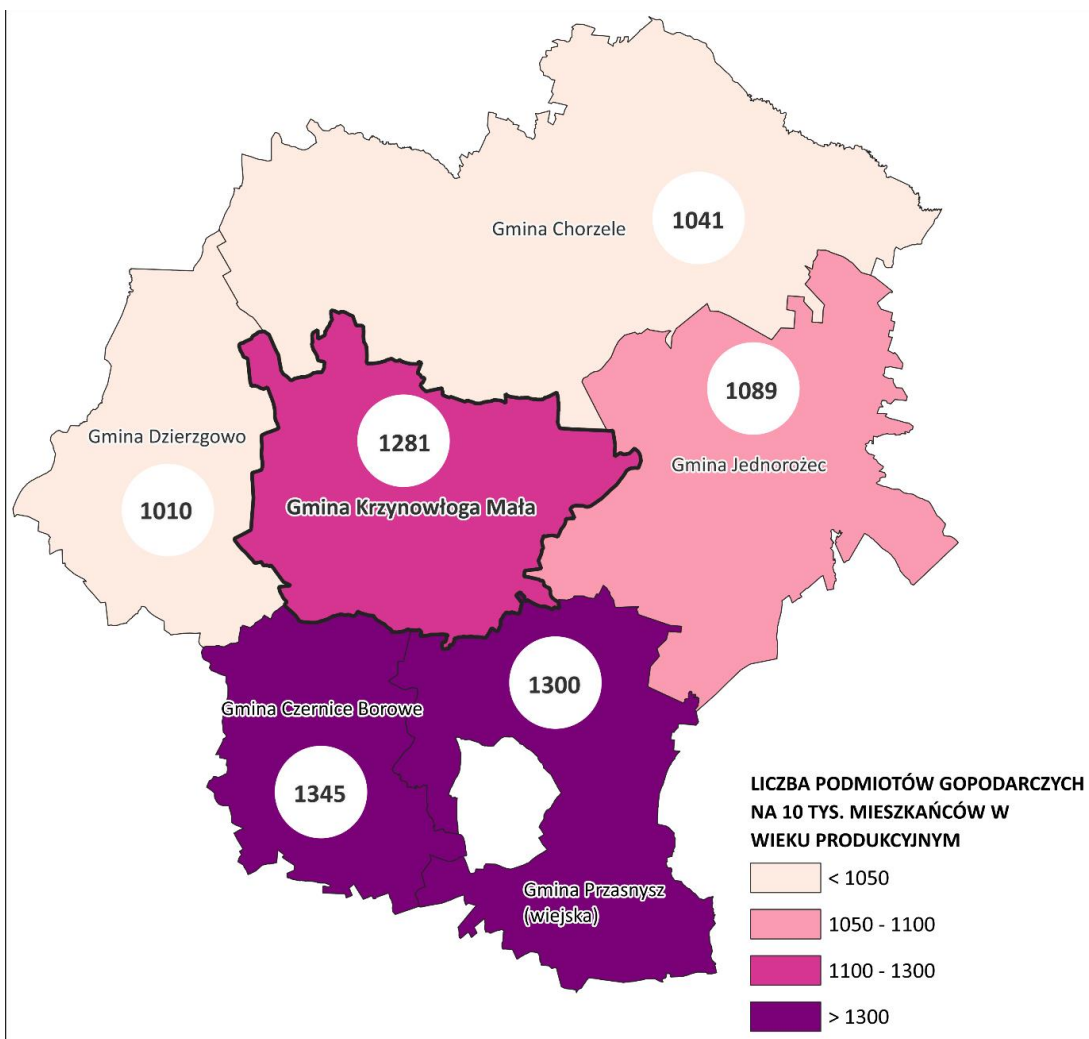 Gmina Chorzele
1041
1089
Gmina Jednorożec
Gmina Dzierzgowo
1010
1281
Gmina Krzynowłoga Mała
1300
Gmina Czernice Borowe
1345
Gmina Przasnysz
(wiejska)
LICZBA PODMIOTÓW GOPODARCZYCH
NA 10 TYS. MIESZKAŃCÓW W
WIEKU PRODUKCYJNYM
< 1050
1050 - 1100
1100 - 1300
> 1300